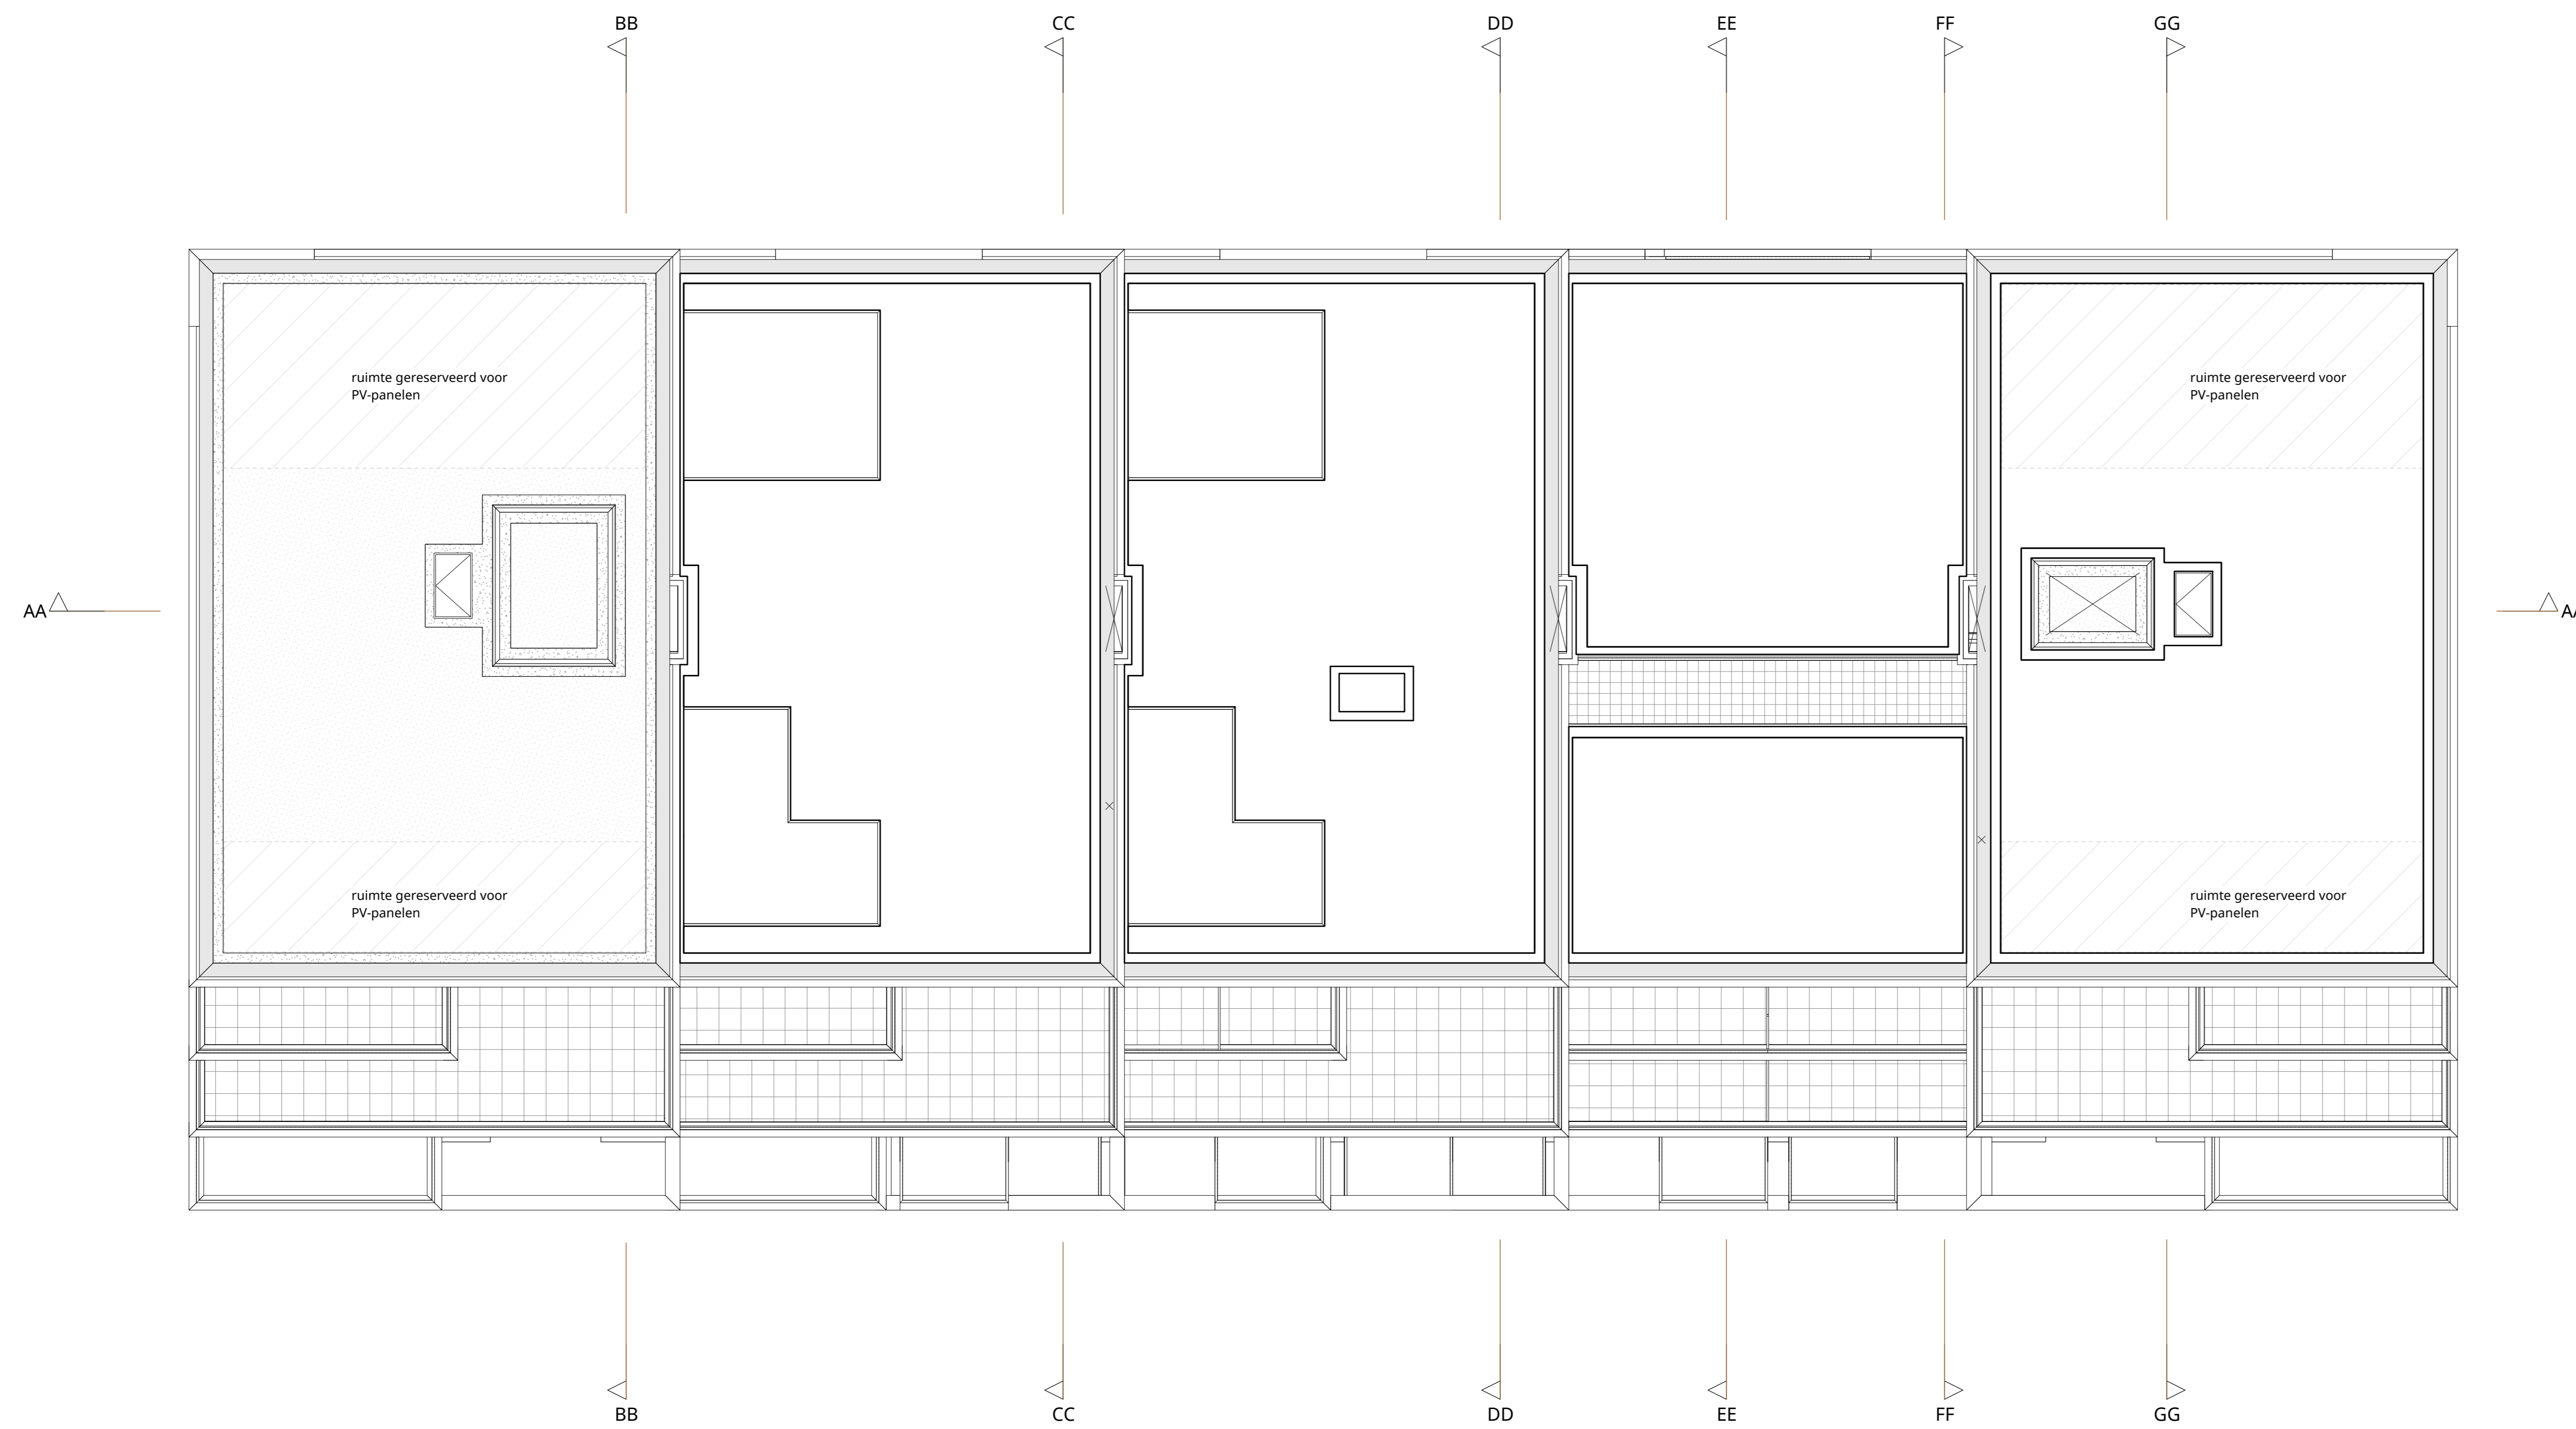 BB
CC
DD
EE
FF
GG
ruimte gereserveerd voor
PV-panelen
ruimte gereserveerd voor
PV-panelen
AA
AA
ruimte gereserveerd voor
PV-panelen
ruimte gereserveerd voor
PV-panelen
BB
CC
DD
EE
FF
GG